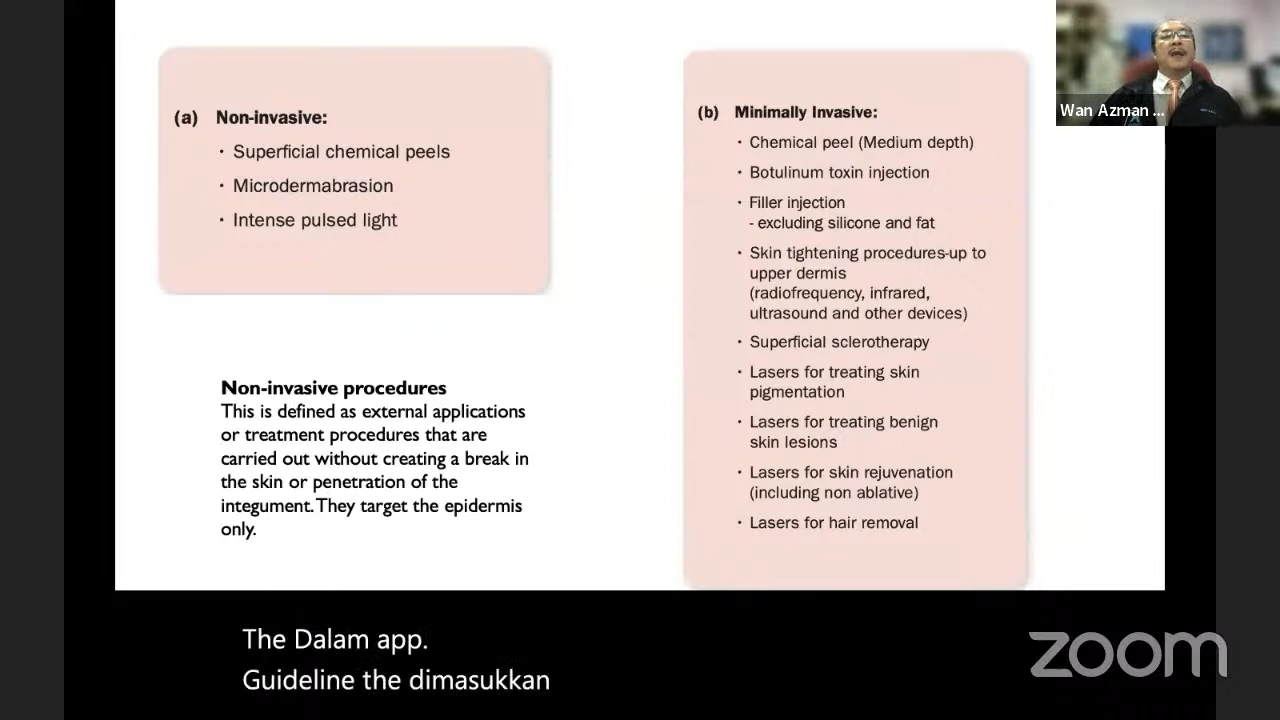 (a) Non-invasive:
· Superficial chemical peels
· Microdermabrasion
· Intense pulsed light
Non-invasive procedures
This is defined as external applications
or treatment procedures that are
carried out without creating a break in
the skin or penetration of the
integument. They target the epidermis
only.
(b) Minimally Invasive:
· Chemical peel (Medium depth)
· Botulinum toxin injection
· Filler injection
- excluding silicone and fat
· Skin tightening procedures-up to
upper dermis
(radiofrequency, infrared,
ultrasound and other devices)
· Superficial sclerotherapy
· Lasers for treating skin
pigmentation
· Lasers for treating benign
skin lesions
· Lasers for skin rejuvenation
(including non ablative)
· Lasers for hair removal
Wan Azman ...
The Dalam app.
Guideline the dimasukkan
zoom